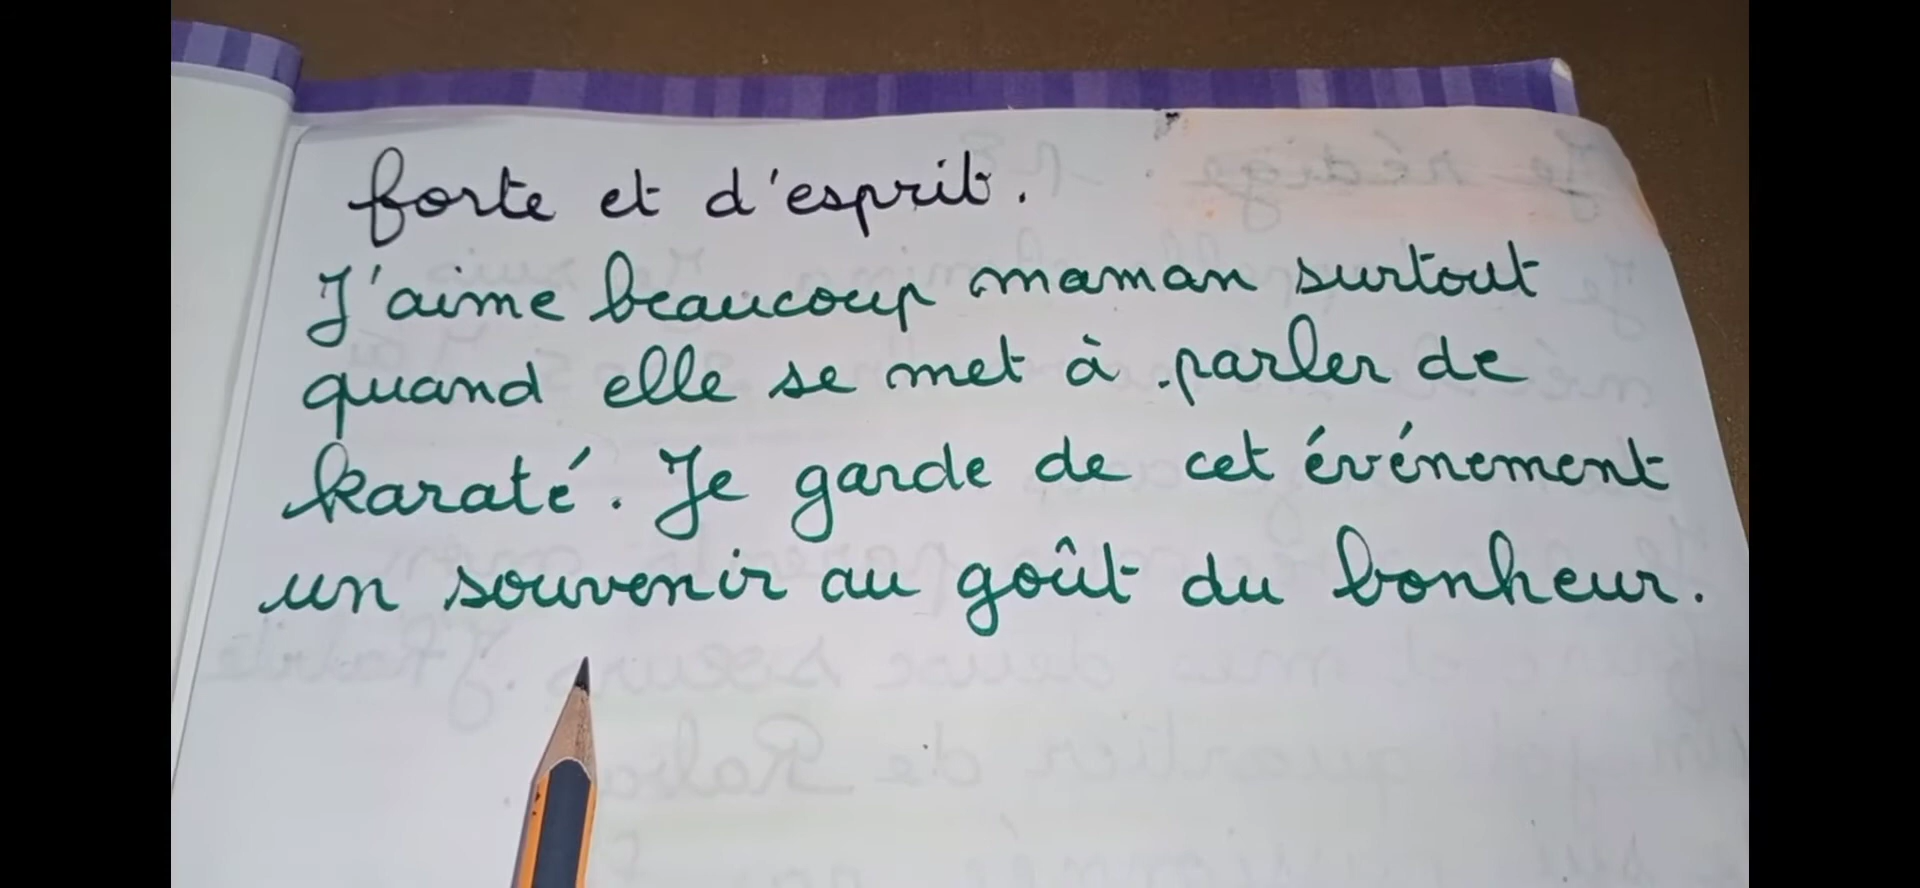 forte et d'esprit.
J'aime beaucoup maman surtout
quand elle se met à parler de
karaté. Je garde de cet événement
un souvenir au goût du bonheur.